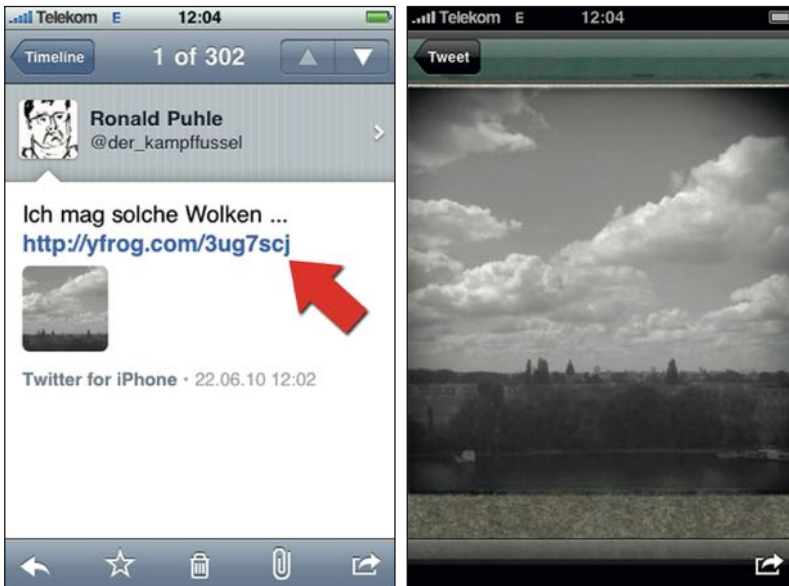 Telekom E 12:04
Timeline 1 of 302
Ronald Puhle
@der_kampffussel
Ich mag solche Wolken ...
http://yfrog.com/3ug7scj
Twitter for iPhone · 22.06.10 12:02
Telekom E 12:04
Tweet